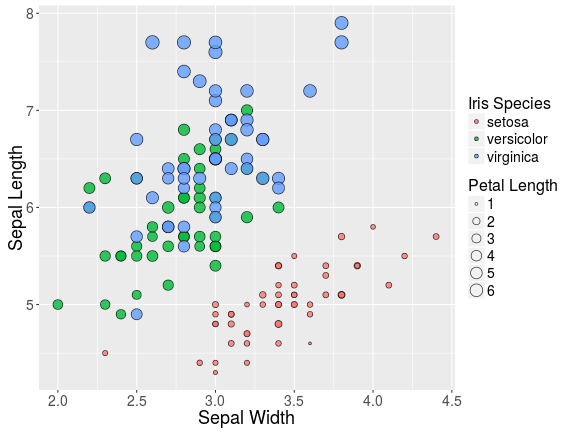 8
7
6
5
Sepal Length
2.0 2.5 3.0 3.5 4.0 4.5
Sepal Width
Iris Species
setosa
versicolor
virginica
Petal Length
1
2
3
4
5
6